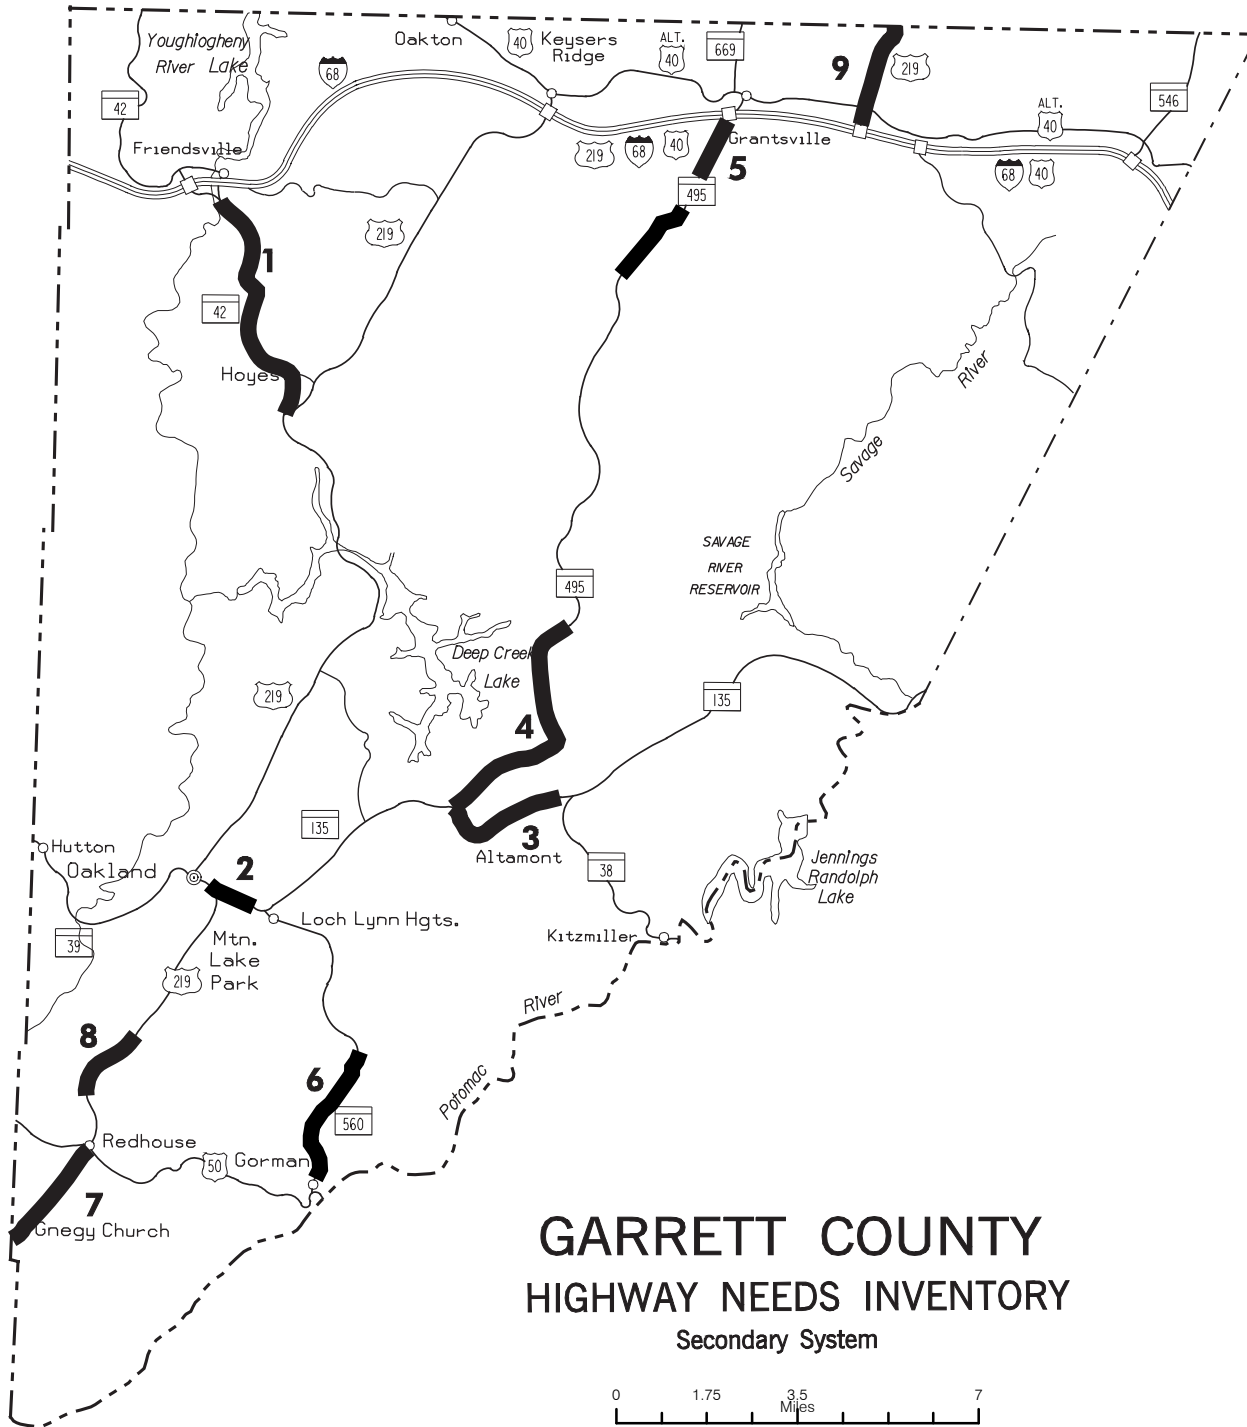 Youghiogheny
River Lake
Oakton
40
Keysers
Ridge
ALT.
40
669
9
219
68
42
546
ALT.
40
Friendsville
Grantsville
219
68
40
5
68
40
495
219
1
42
Hoyes
River
Savage
SAVAGE
RIVER
RESERVOIR
495
Deep Creek
Lake
219
4
135
135
3
Altamont
Hutton
Oakland
2
38
Jennings
Randolph
Lake
Loch Lynn Hgts.
39
Kitzmiller
Mtn.
Lake
Park
219
River
8
6
Potomac
560
Redhouse
50
Gorman
7
Gnegy Church
GARRETT COUNTY
HIGHWAY NEEDS INVENTORY
Secondary System
0 1.75 3.5 7
Miles